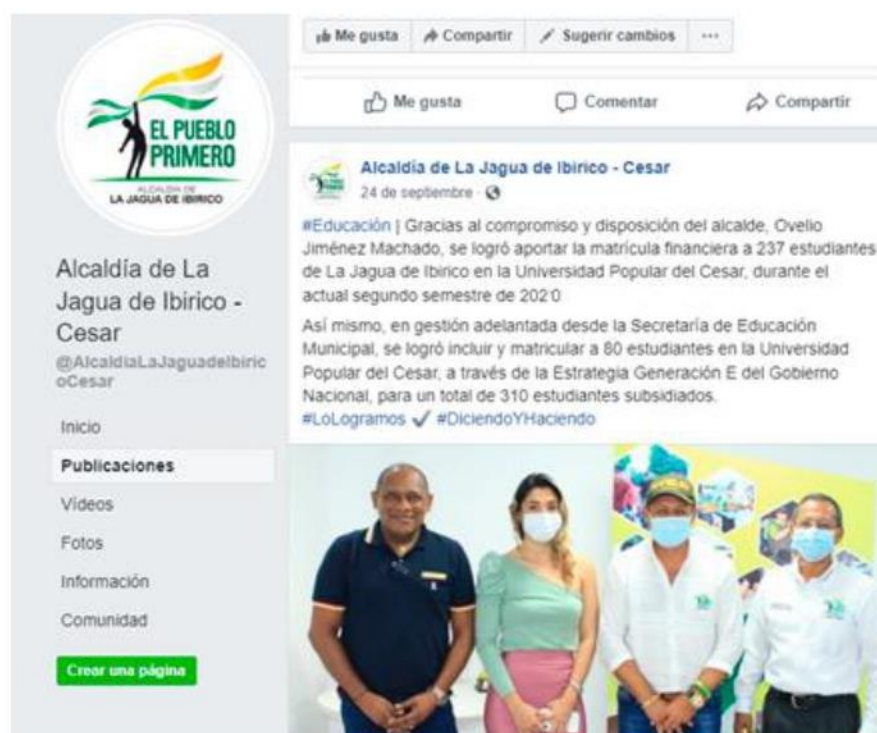 EL PUEBLO
PRIMERO
ALCALDÍA DE
LA JAGUA DE IBIRICO
Alcaldía de La
Jagua de Ibirico -
Cesar
@AlcaldiaLaJaguadeIbiric
oCesar
Inicio
Publicaciones
Vídeos
Fotos
Información
Comunidad
Crear una página
Me gusta Compartir Sugerir cambios ...
Me gusta Comentar Compartir
Alcaldía de La Jagua de Ibirico - Cesar
24 de septiembre ·
#Educación | Gracias al compromiso y disposición del alcalde, Ovelio
Jiménez Machado, se logró aportar la matrícula financiera a 237 estudiantes
de La Jagua de Ibirico en la Universidad Popular del Cesar, durante el
actual segundo semestre de 2020
Así mismo, en gestión adelantada desde la Secretaría de Educación
Municipal, se logró incluir y matricular a 80 estudiantes en la Universidad
Popular del Cesar, a través de la Estrategia Generación E del Gobierno
Nacional, para un total de 310 estudiantes subsidiados.
#LoLogramos ✓ #DiciendoYHaciendo